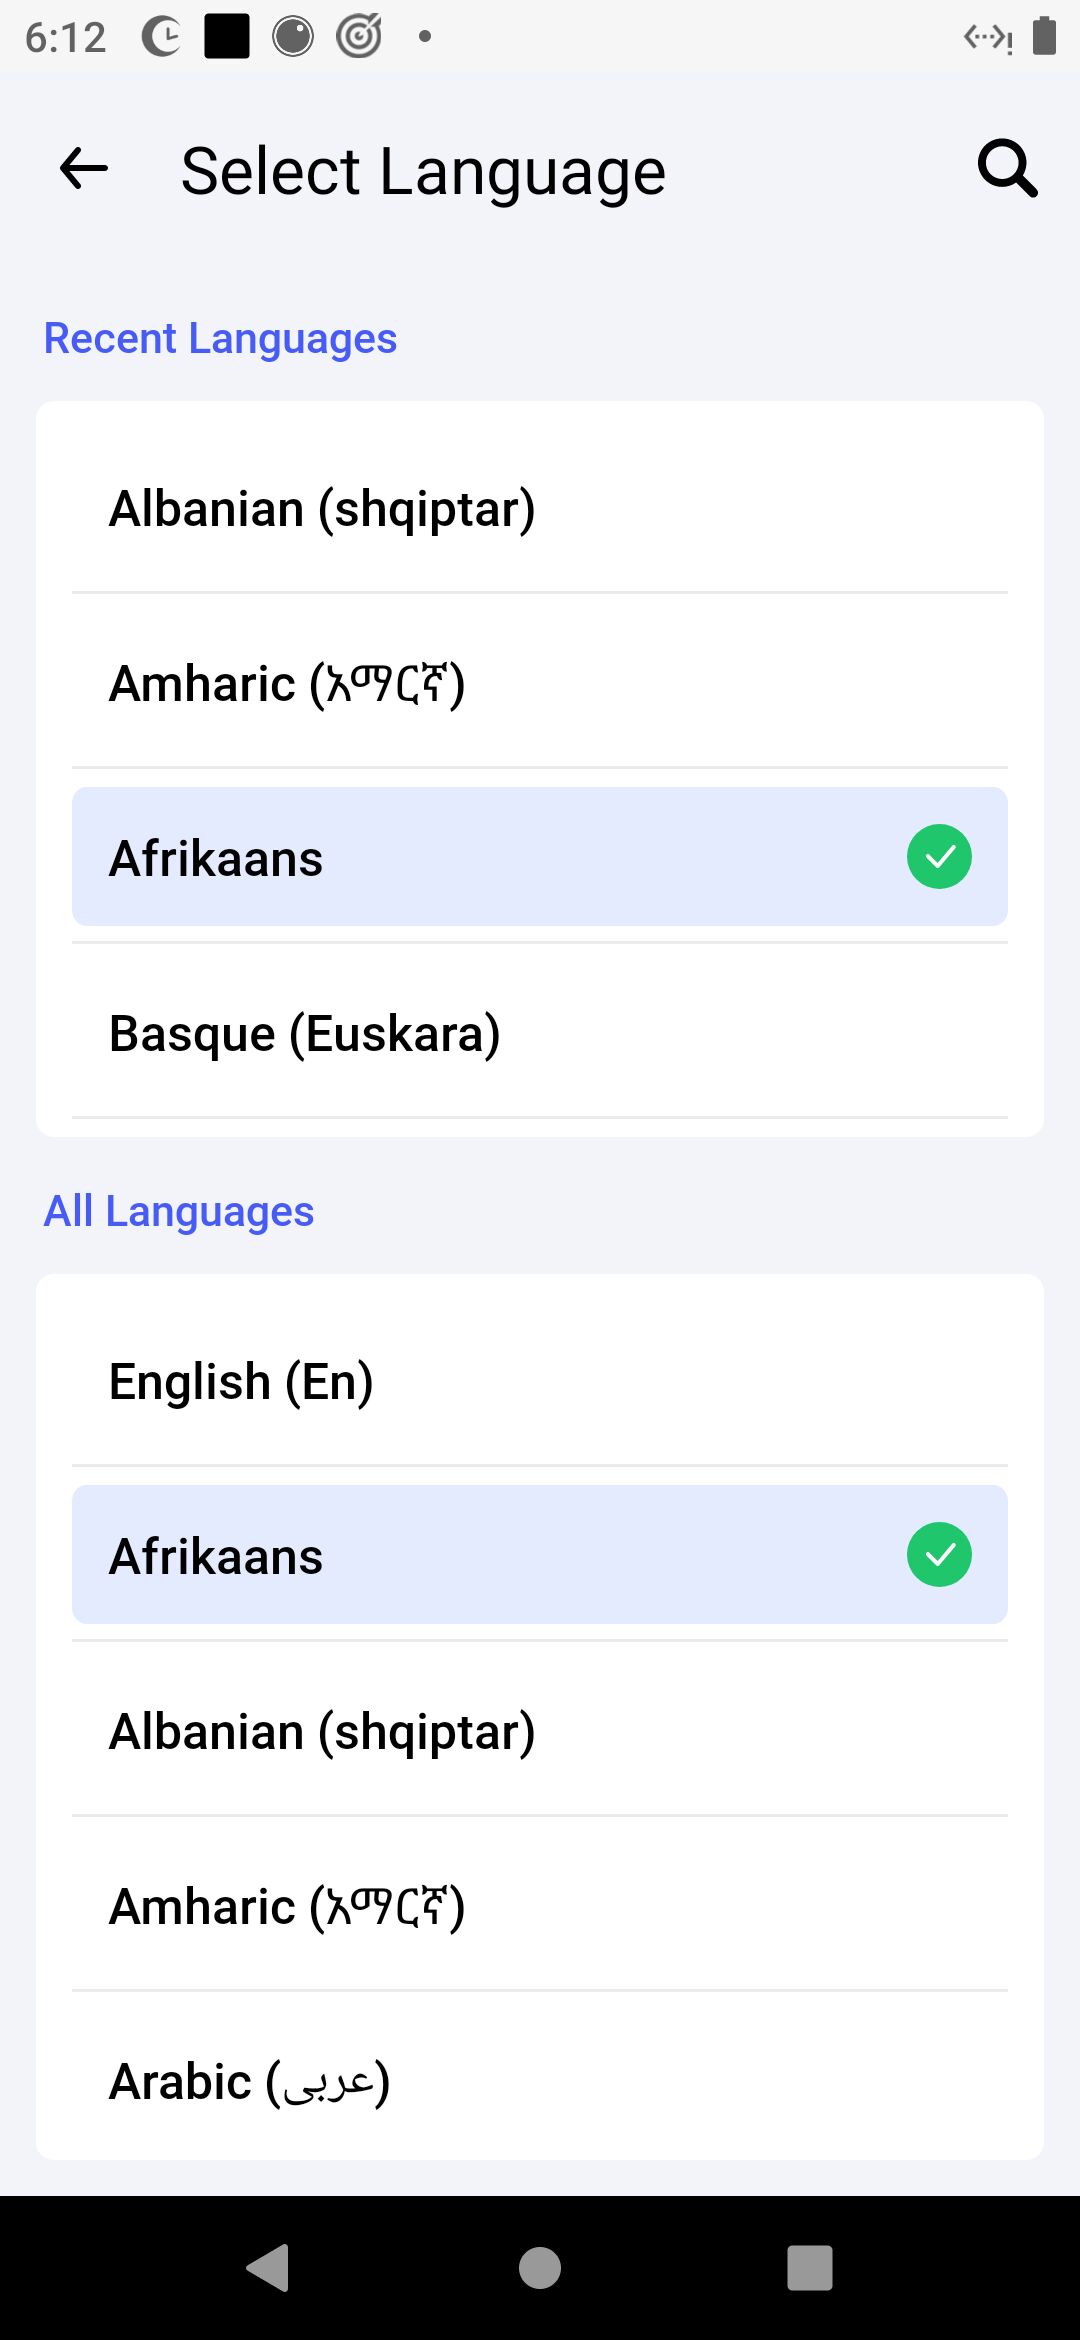 6:12
Select Language
Recent Languages
Albanian (shqiptar)
Amharic (አማርኛ)
Afrikaans
Basque (Euskara)
All Languages
English (En)
Afrikaans
Albanian (shqiptar)
Amharic (አማርኛ)
Arabic (عربى)